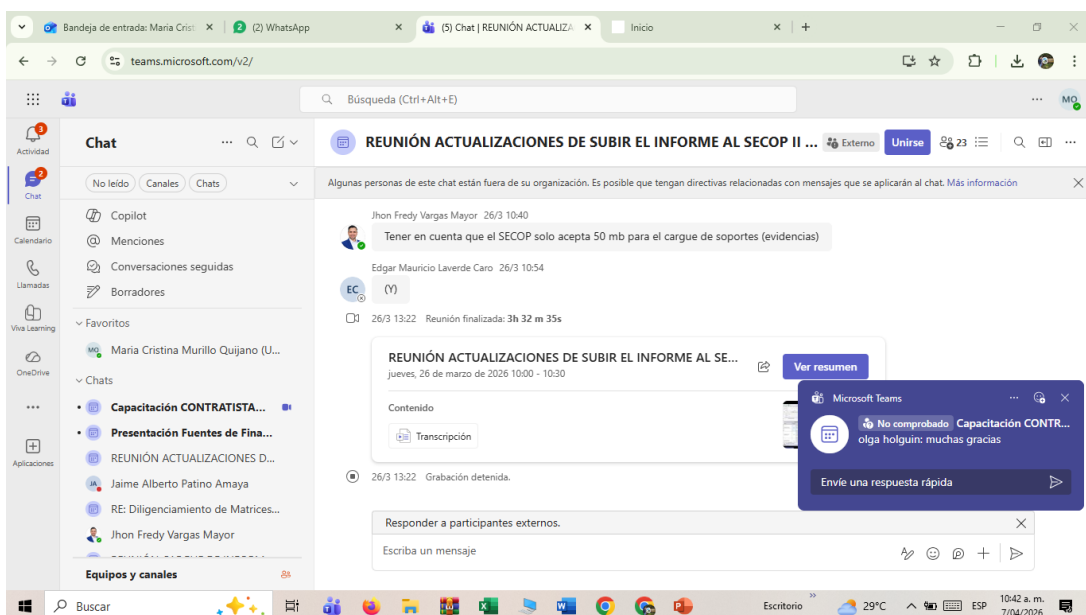 Bandeja de entrada: Maria Crist
(2) WhatsApp
(5) Chat | REUNIÓN ACTUALIZA
Inicio
teams.microsoft.com/v2/
Búsqueda (Ctrl+Alt+E)
MQ
3
Actividad
2
Chat
Calendario
Llamadas
Viva Learning
OneDrive
Aplicaciones
Chat
No leído
Canales
Chats
Copilot
Menciones
Conversaciones seguidas
Borradores
Favoritos
MQ
Maria Cristina Murillo Quijano (U...
Chats
Capacitación CONTRATISTA...
Presentación Fuentes de Fina...
REUNIÓN ACTUALIZACIONES D...
JA
Jaime Alberto Patino Amaya
RE: Diligenciamiento de Matrices...
Jhon Fredy Vargas Mayor
Equipos y canales
REUNIÓN ACTUALIZACIONES DE SUBIR EL INFORME AL SECOP II ...
Externo
Unirse
23
Algunas personas de este chat están fuera de su organización. Es posible que tengan directivas relacionadas con mensajes que se aplicarán al chat. Más información
Jhon Fredy Vargas Mayor 26/3 10:40
Tener en cuenta que el SECOP solo acepta 50 mb para el cargue de soportes (evidencias)
Edgar Mauricio Laverde Caro 26/3 10:54
EC
(Y)
26/3 13:22 Reunión finalizada: 3h 32 m 35s
REUNIÓN ACTUALIZACIONES DE SUBIR EL INFORME AL SE...
jueves, 26 de marzo de 2026 10:00 - 10:30
Ver resumen
Contenido
Transcripción
26/3 13:22 Grabación detenida.
Microsoft Teams
No comprobado Capacitación CONTR...
olga holguin: muchas gracias
Envíe una respuesta rápida
Responder a participantes externos.
Escriba un mensaje
Buscar
Escritorio
29°C
ESP
10:42 a. m.
7/04/2026